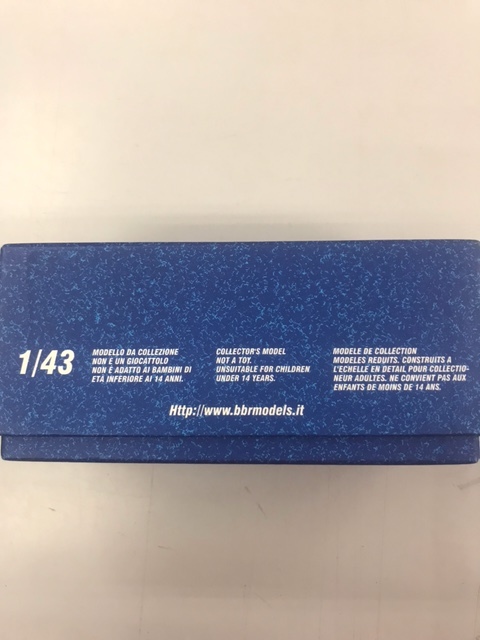 1/43
MODELLO DA COLLEZIONE
NON È UN GIOCATTOLO
NON È ADATTO AI BAMBINI DI
ETÀ INFERIORE AI 14 ANNI.
COLLECTOR'S MODEL
NOT A TOY.
UNSUITABLE FOR CHILDREN
UNDER 14 YEARS.
MODELE DE COLLECTION
MODELES REDUITS. CONSTRUITS A
L'ECHELLE EN DETAIL POUR COLLECTIO-
NEUR ADULTES. NE CONVIENT PAS AUX
ENFANTS DE MOINS DE 14 ANS.
Http://www.bbrmodels.it